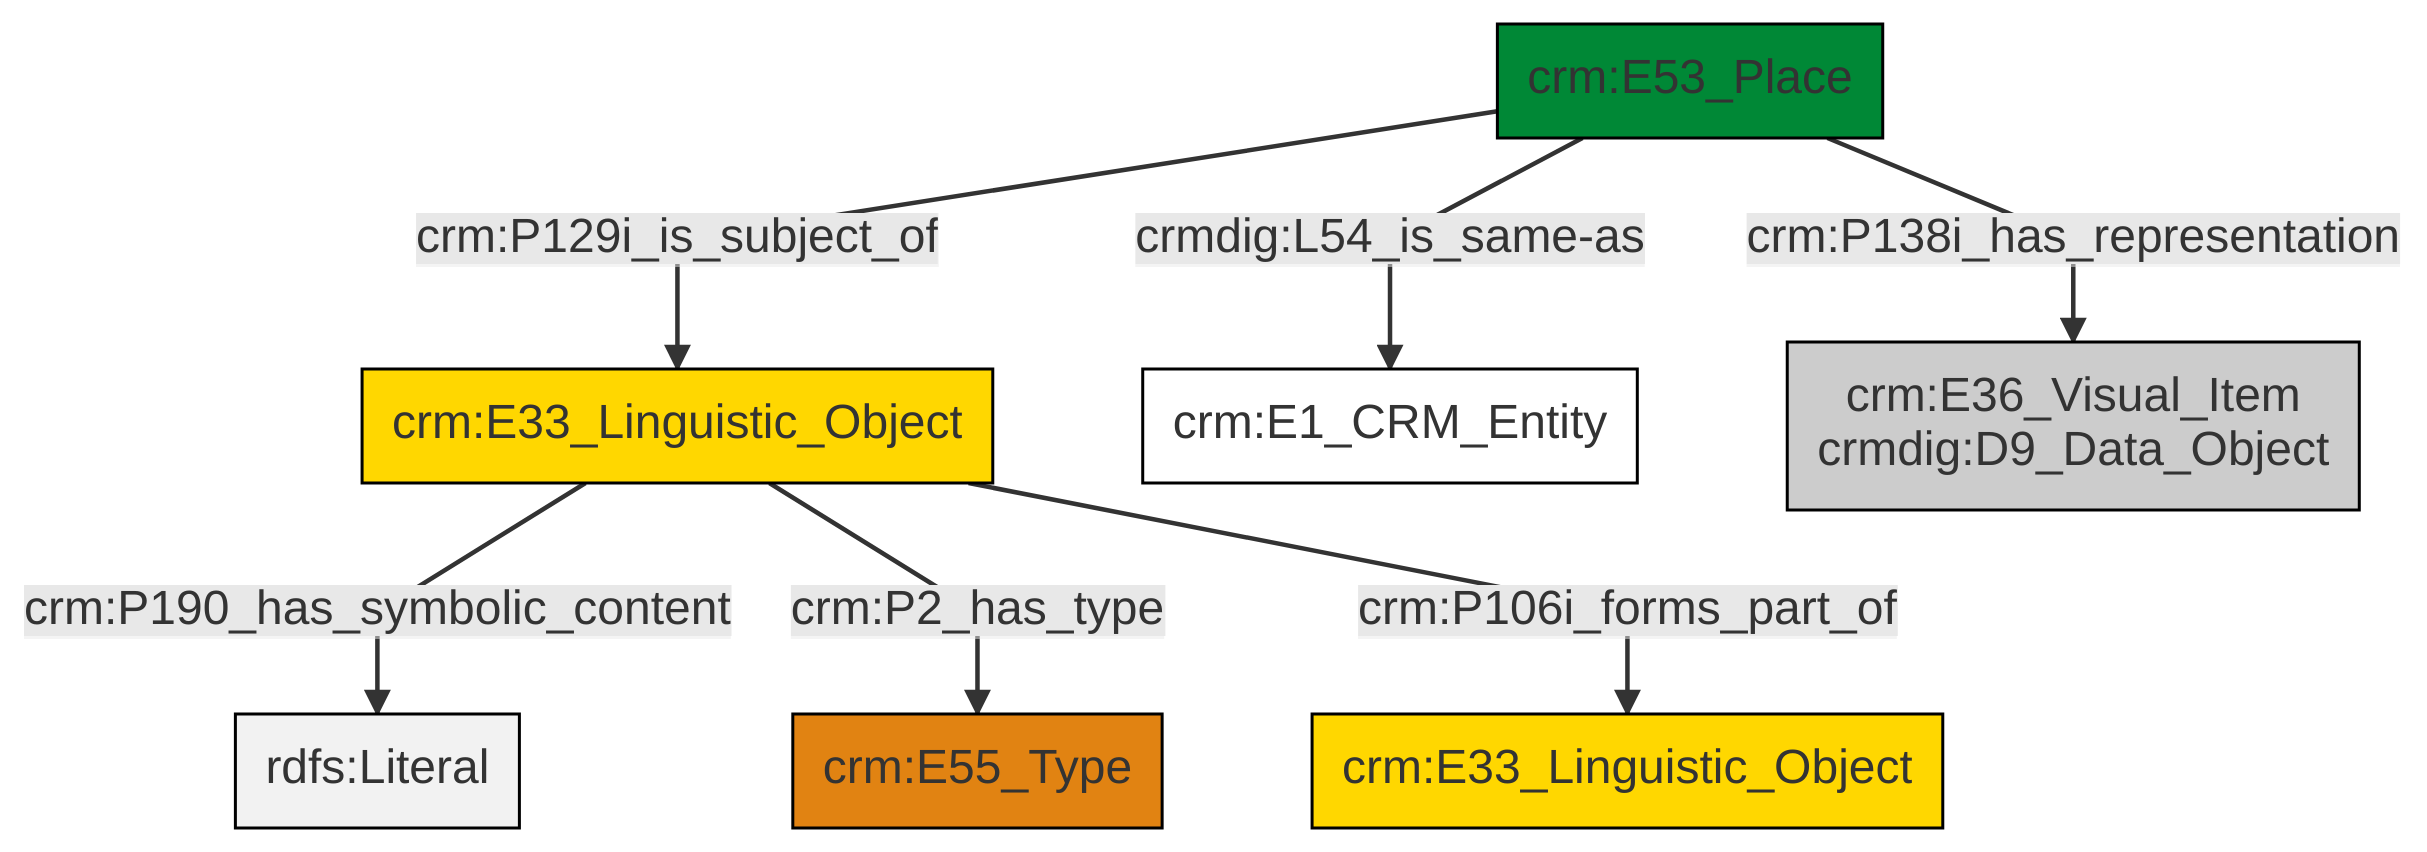 crm:E53_Place
crm:P129i_is_subject_of
crmdig:L54_is_same-as
crm:P138i_has_representation
crm:E33_Linguistic_Object
crm:E1_CRM_Entity
crm:E36_Visual_Item
crmdig:D9_Data_Object
crm:P190_has_symbolic_content
crm:P2_has_type
crm:P106i_forms_part_of
rdfs:Literal
crm:E55_Type
crm:E33_Linguistic_Object